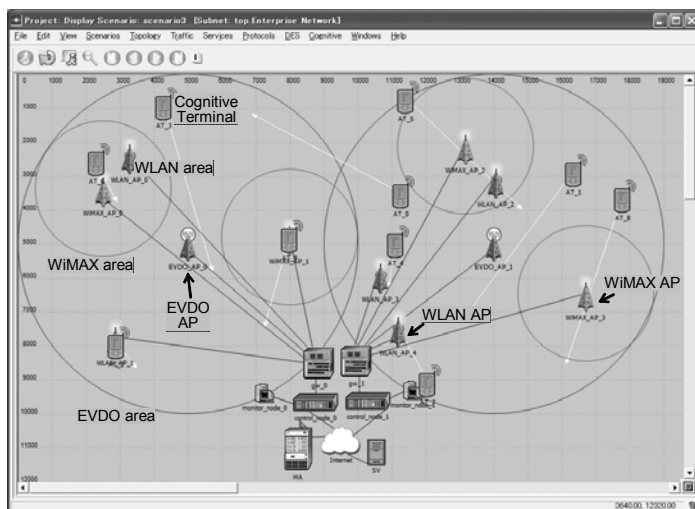 Project: Display Scenario: scenario3 [Subnet: top.Enterprise Network]
File Edit View Scenarios Topology Traffic Services Protocols DES Cognitive Windows Help
0 1000 2000 3000 4000 5000 6000 7000 8000 9000 10000 11000 12000 13000 14000 15000 16000 17000 18000 19000
1000
2000
3000
4000
5000
6000
7000
8000
9000
10000
11000
12000
Cognitive
Terminal
AT_3
AT_5
WLAN area
WLAN_AP_0
WiMAX_AP_2
AT_1
WLAN_AP_2
AT_0
AT_8
WiMAX area
EVDO_AP_0
AT_4
EVDO_AP_1
EVDO
AP
WLAN_AP_3
WiMAX AP
WiMAX_AP_3
WLAN AP
WLAN_AP_4
gw_0
gw_1
EVDO area
monitor_node_0
control_node_0
control_node_1
Internet
HA
SV
3640.00, 12320.00